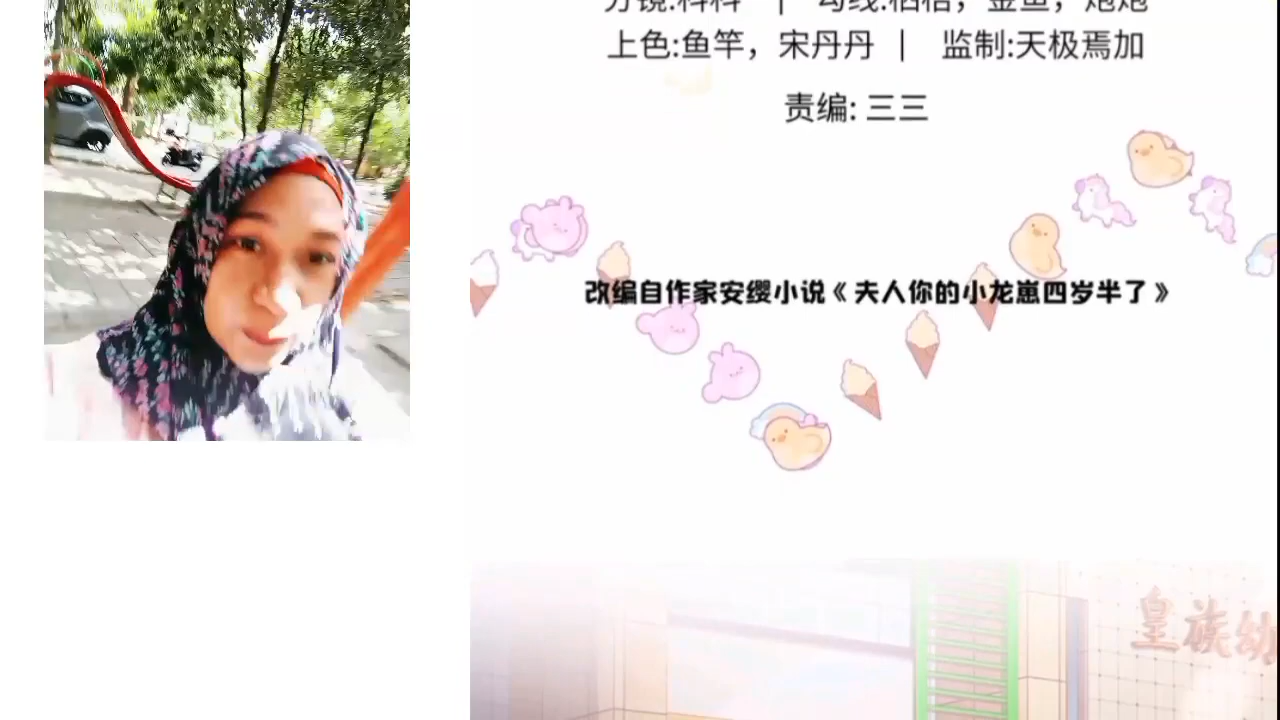 上色:鱼竿，宋丹丹 | 监制:天极焉加
责编: 三三
改编自作家安缨小说《夫人你的小龙崽四岁半了》
皇族幼